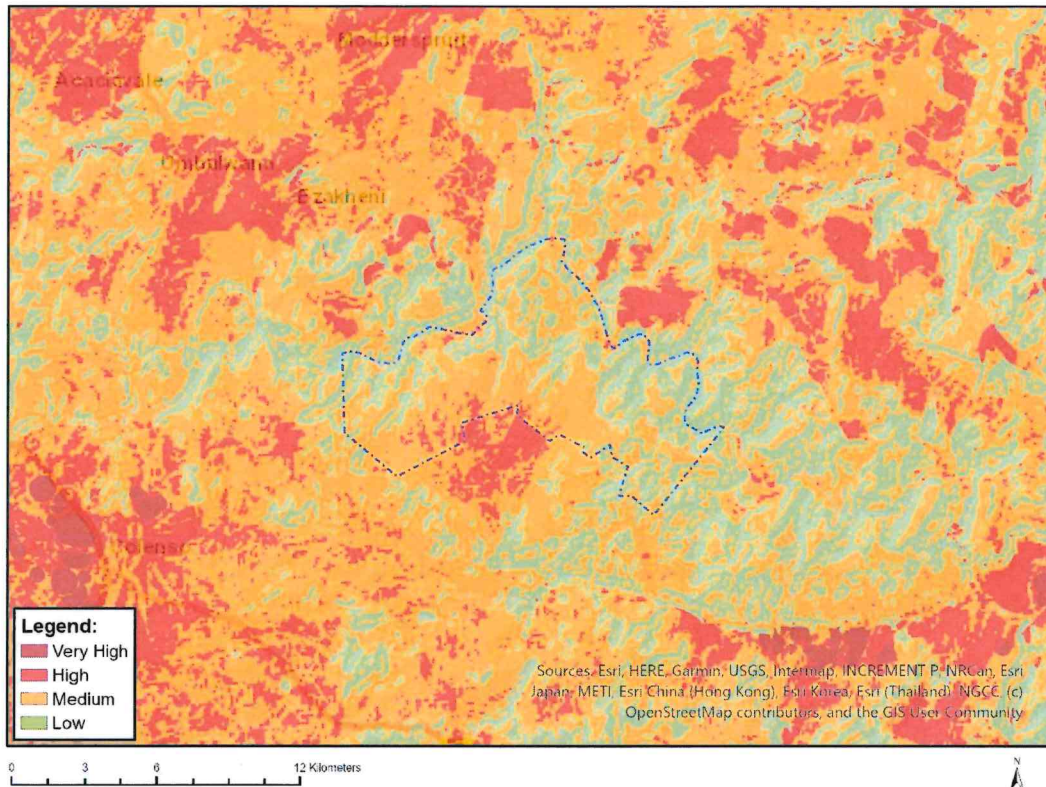 Acaciavale
Ezakheni
Legend:
Very High
High
Medium
Low
Sources: Esri, HERE, Garmin, USGS, Intermap, INCREMENT P, NRCan, Esri
Japan, METI, Esri China (Hong Kong), Esri Korea, Esri (Thailand), NGCC, (c)
OpenStreetMap contributors, and the GIS User Community
0 3 6 12 Kilometers
N